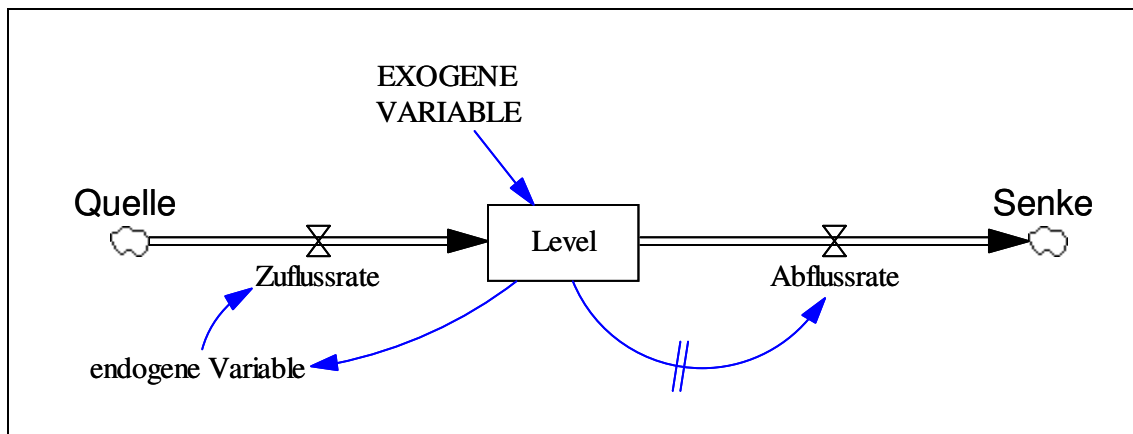 EXOGENE
VARIABLE
Quelle
Senke
Level
Zuflussrate
Abflussrate
endogene Variable